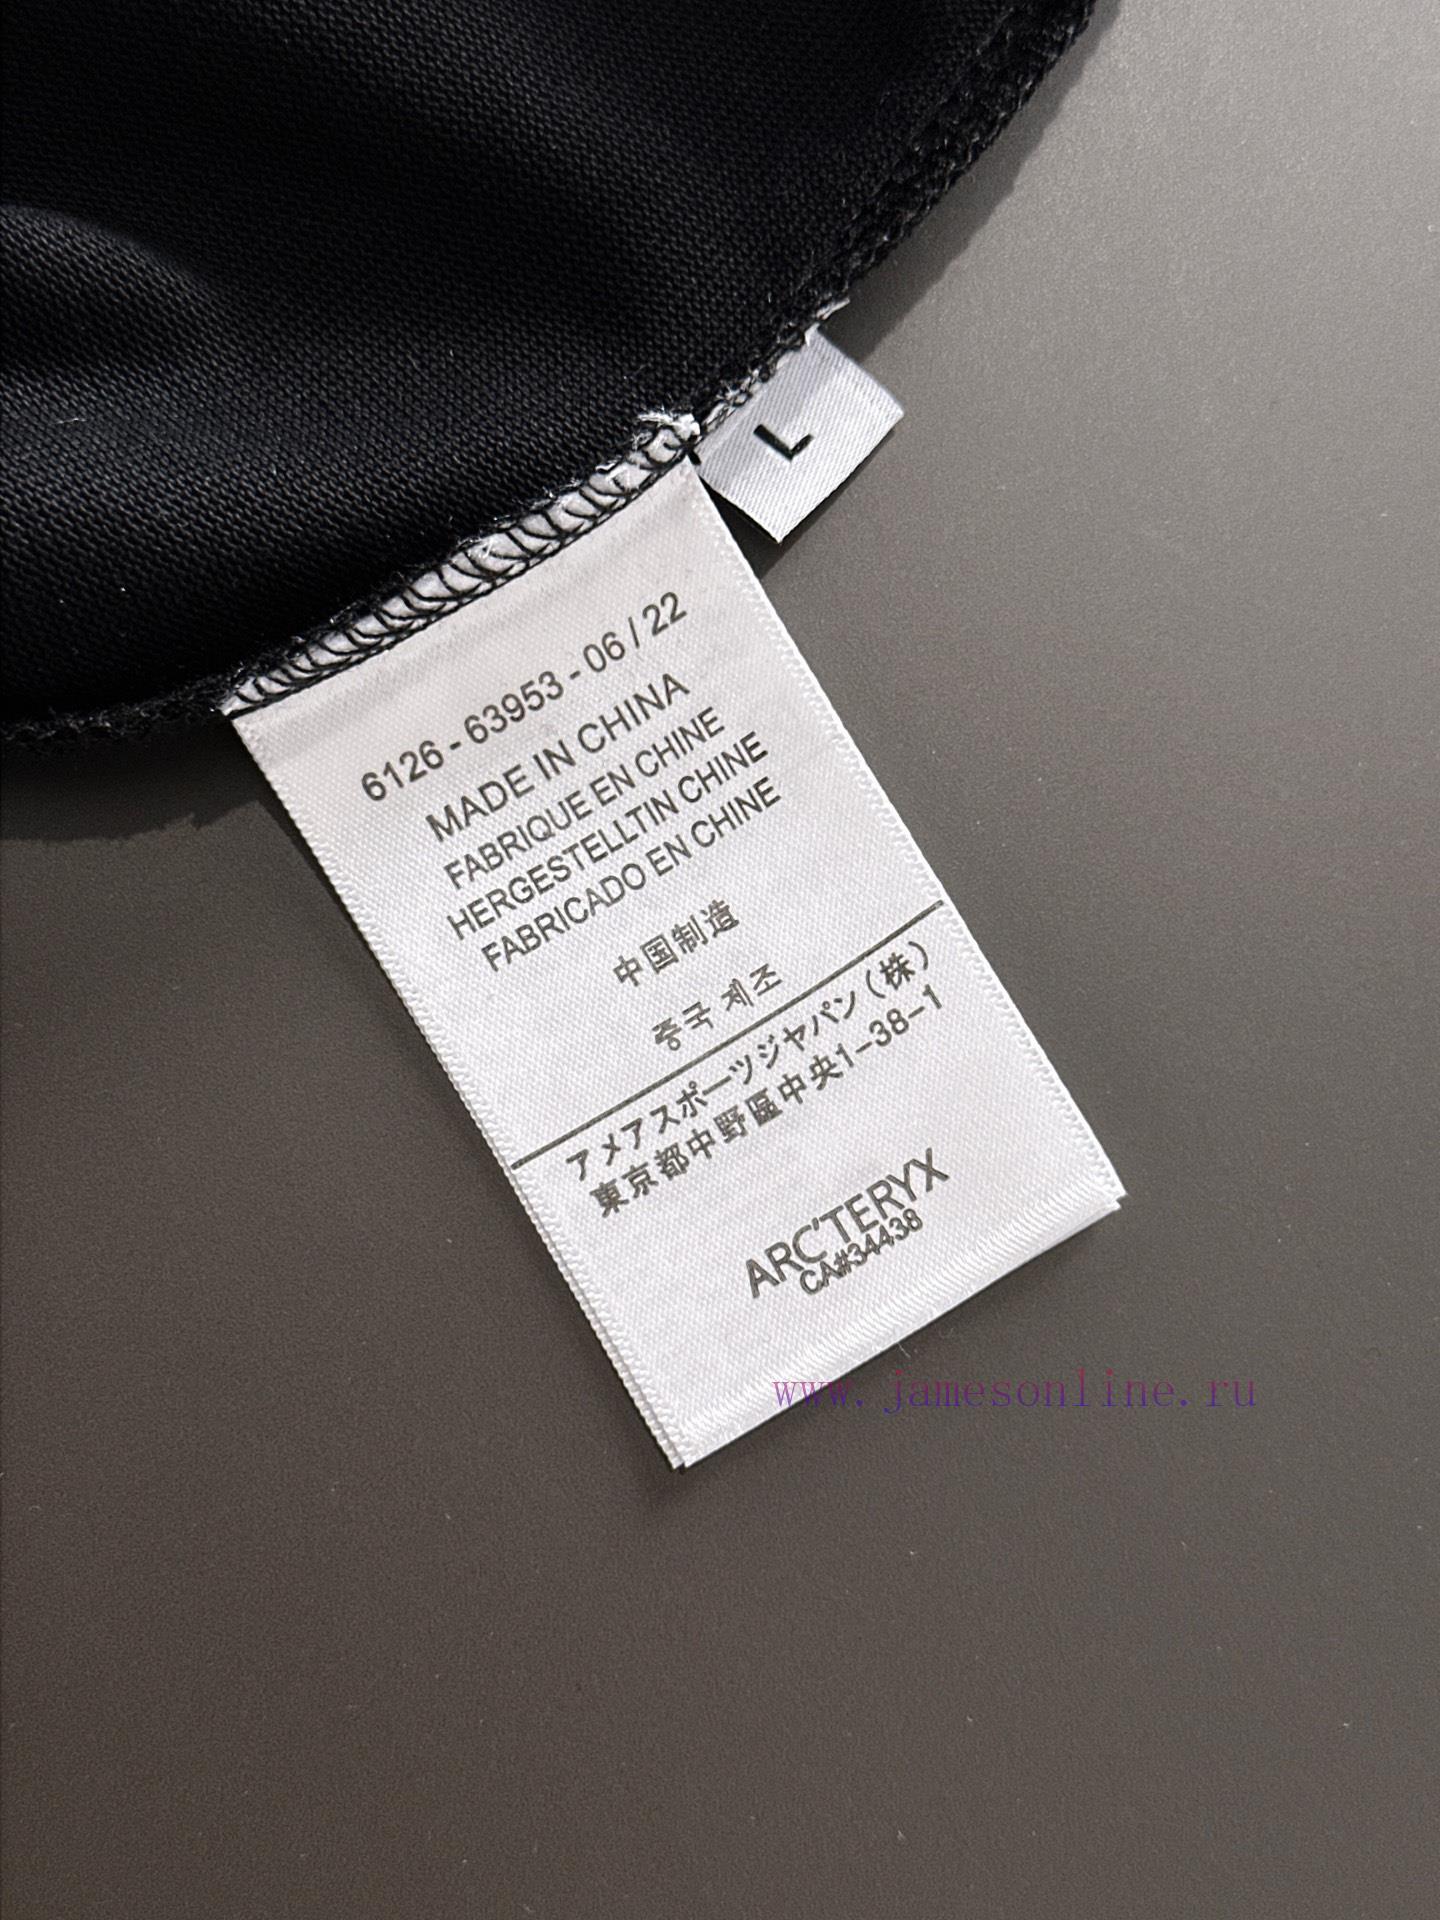 L
6126 - 63953 - 06 / 22
MADE IN CHINA
FABRIQUE EN CHINE
HERGESTELLTIN CHINE
FABRICADO EN CHINE
中国制造
중국 제조
アメアスポーツジャパン（株）
東京都中野區中央1-38-1
ARC'TERYX
CA#34438
www.jamesonline.ru